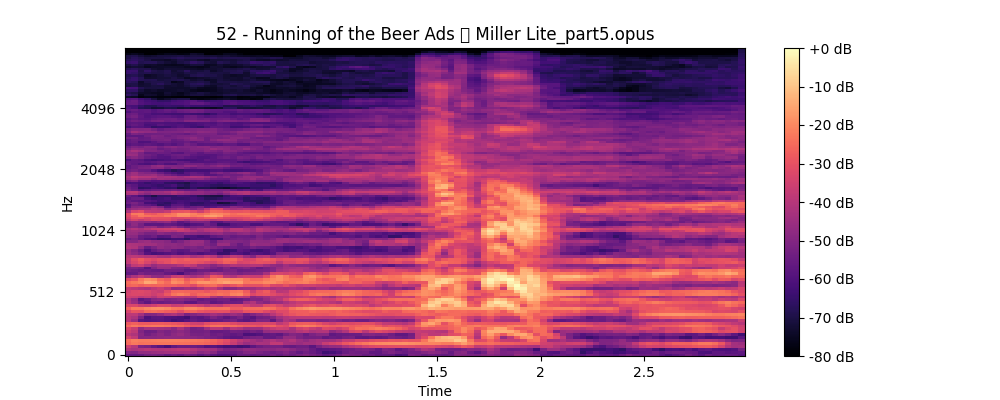 52 - Running of the Beer Ads ▯ Miller Lite_part5.opus
+0 dB
-10 dB
-20 dB
-30 dB
-40 dB
-50 dB
-60 dB
-70 dB
-80 dB
Hz
4096
2048
1024
512
0
0
0.5
1
1.5
2
2.5
Time